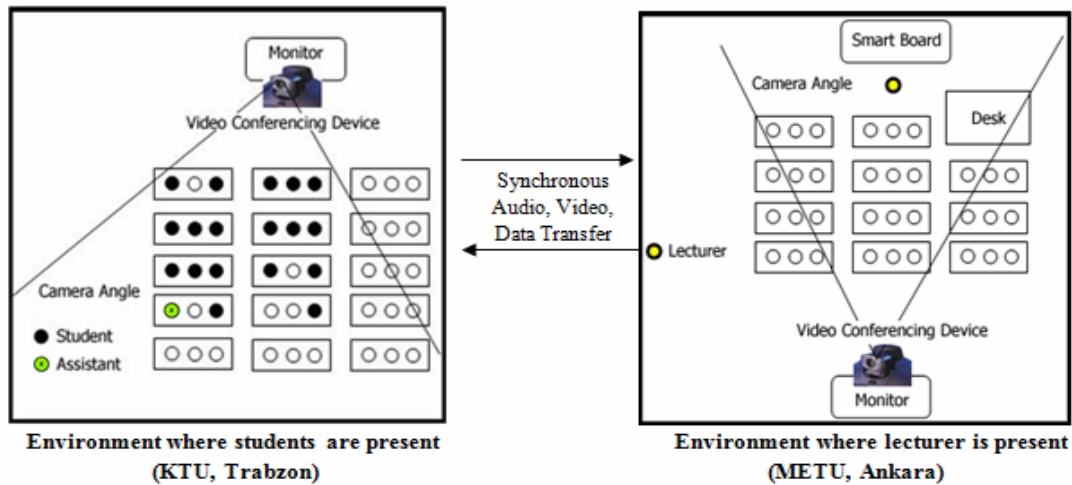 Monitor
Video Conferencing Device
Camera Angle
Student
Assistant
Environment where students are present
(KTU, Trabzon)
Synchronous
Audio, Video,
Data Transfer
Smart Board
Camera Angle
Desk
Lecturer
Video Conferencing Device
Monitor
Environment where lecturer is present
(METU, Ankara)